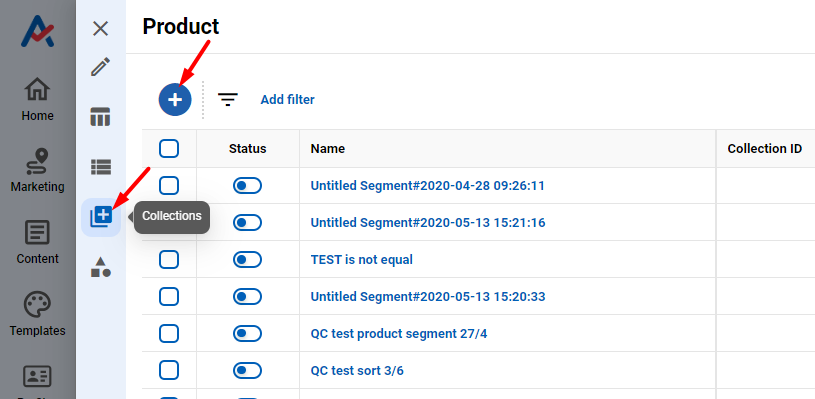 Product
Add filter
Home
Status Name Collection ID
Marketing
Untitled Segment#2020-04-28 09:26:11
Collections
Untitled Segment#2020-05-13 15:21:16
Content
TEST is not equal
Untitled Segment#2020-05-13 15:20:33
Templates
QC test product segment 27/4
QC test sort 3/6